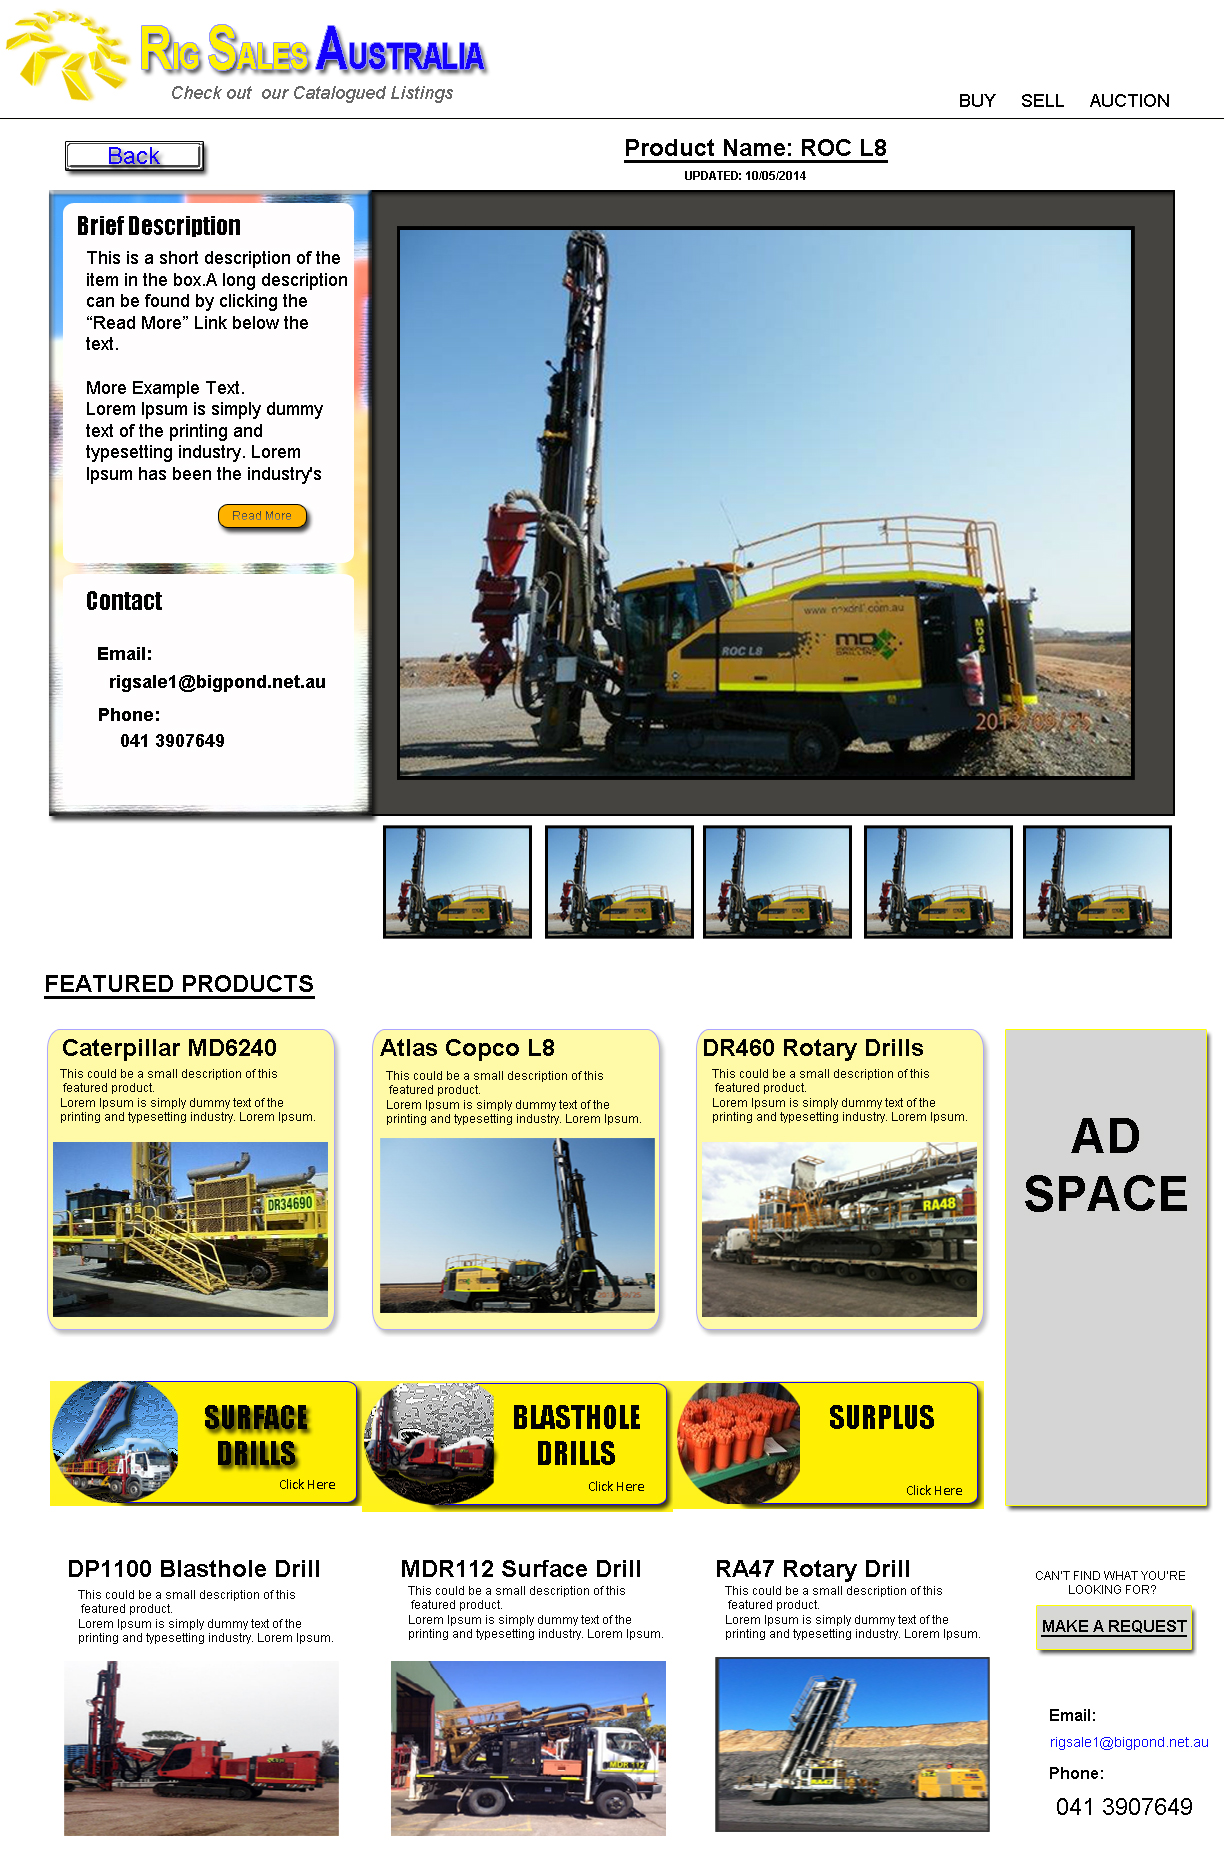 RIG SALES AUSTRALIA
Check out our Catalogued Listings
BUY SELL AUCTION
Back
Product Name: ROC L8
UPDATED: 10/05/2014
Brief Description
This is a short description of the
item in the box.A long description
can be found by clicking the
“Read More” Link below the
text.
More Example Text.
Lorem Ipsum is simply dummy
text of the printing and
typesetting industry. Lorem
Ipsum has been the industry's
Read More
Contact
Email:
rigsale1@bigpond.net.au
Phone:
041 3907649
ROC L8
MD
DRILLING
MD46
FEATURED PRODUCTS
Caterpillar MD6240
This could be a small description of this
featured product.
Lorem Ipsum is simply dummy text of the
printing and typesetting industry. Lorem Ipsum.
DR34690
Atlas Copco L8
This could be a small description of this
featured product.
Lorem Ipsum is simply dummy text of the
printing and typesetting industry. Lorem Ipsum.
DR460 Rotary Drills
This could be a small description of this
featured product.
Lorem Ipsum is simply dummy text of the
printing and typesetting industry. Lorem Ipsum.
RA48
AD
SPACE
SURFACE
DRILLS
Click Here
BLASTHOLE
DRILLS
Click Here
SURPLUS
Click Here
DP1100 Blasthole Drill
This could be a small description of this
featured product.
Lorem Ipsum is simply dummy text of the
printing and typesetting industry. Lorem Ipsum.
MDR112 Surface Drill
This could be a small description of this
featured product.
Lorem Ipsum is simply dummy text of the
printing and typesetting industry. Lorem Ipsum.
MDR 112
RA47 Rotary Drill
This could be a small description of this
featured product.
Lorem Ipsum is simply dummy text of the
printing and typesetting industry. Lorem Ipsum.
RA47
CAN'T FIND WHAT YOU'RE
LOOKING FOR?
MAKE A REQUEST
Email:
rigsale1@bigpond.net.au
Phone:
041 3907649